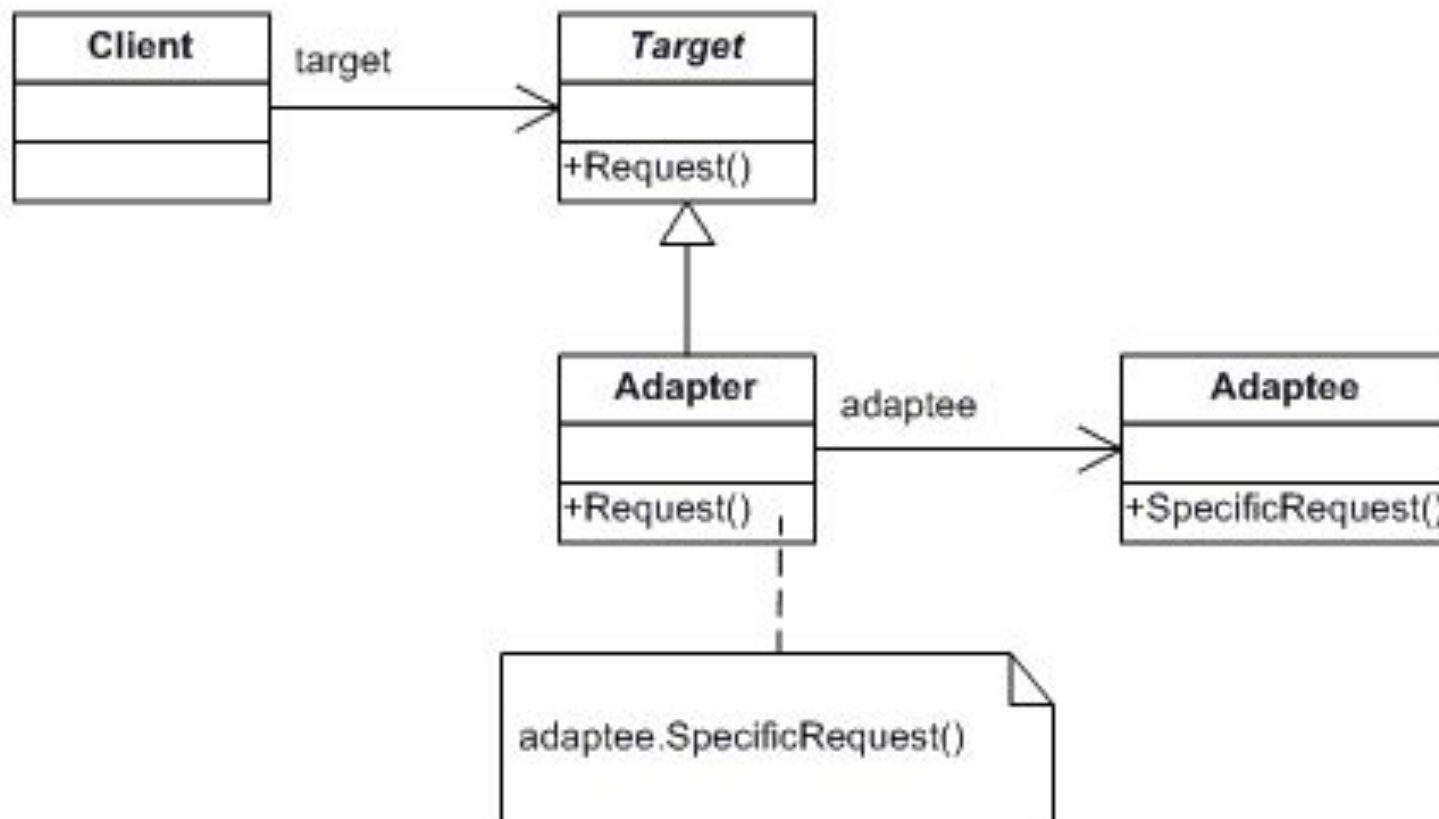 Client
target
Target
+Request()
Adapter
adaptee
Adaptee
+Request()
+SpecificRequest()
adaptee.SpecificRequest()